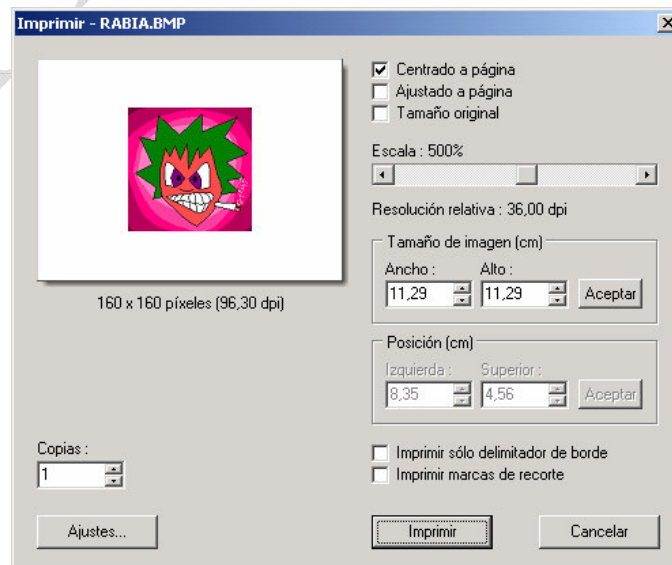 Imprimir - RABIA.BMP
Centrado a página
Ajustado a página
Tamaño original
Escala : 500%
Resolución relativa : 36,00 dpi
Tamaño de imagen (cm)
Ancho : Alto :
11,29 11,29 Aceptar
160 x 160 píxeles (96,30 dpi)
Posición (cm)
Izquierda : Superior :
8,35 4,56 Aceptar
Copias :
1
Imprimir sólo delimitador de borde
Imprimir marcas de recorte
Ajustes... Imprimir Cancelar